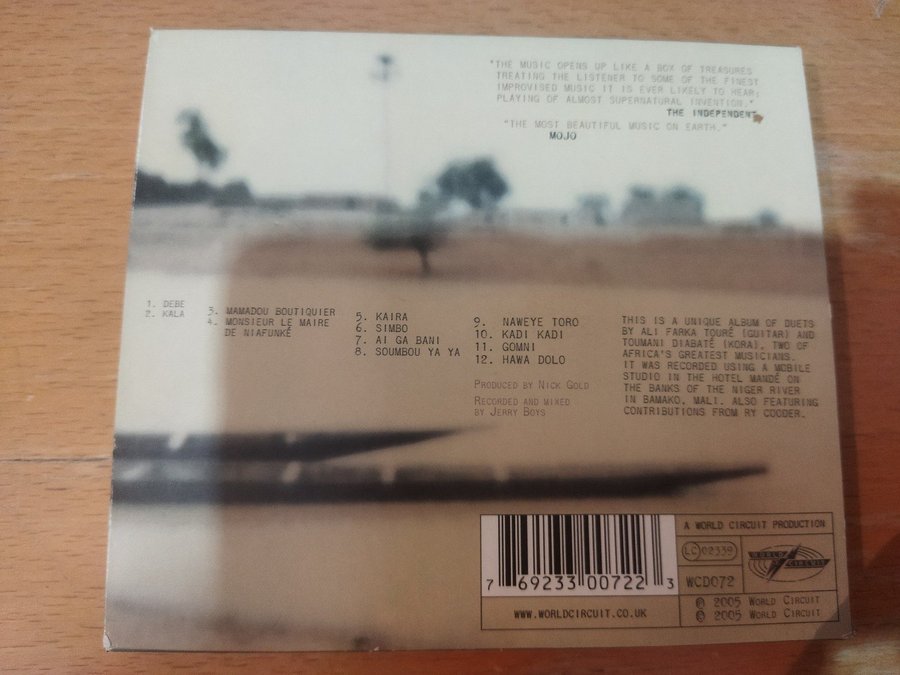 "THE MUSIC OPENS UP LIKE A BOX OF TREASURES
TREATING THE LISTENER TO SOME OF THE FINEST
IMPROVISED MUSIC IT IS EVER LIKELY TO HEAR;
PLAYING OF ALMOST SUPERNATURAL INVENTION."
THE INDEPENDENT
"THE MOST BEAUTIFUL MUSIC ON EARTH."
MOJO
1. DEBE
2. KALA
3. MAMADOU BOUTIQUIER
4. MONSIEUR LE MAIRE
DE NIAFUNKÉ
5. KAIRA
6. SIMBO
7. AI GA BANI
8. SOUMBOU YA YA
9. NAWEYE TORO
10. KADI KADI
11. GOMNI
12. HAWA DOLO
PRODUCED BY NICK GOLD
RECORDED AND MIXED
BY JERRY BOYS
THIS IS A UNIQUE ALBUM OF DUETS
BY ALI FARKA TOURÉ (GUITAR) AND
TOUMANI DIABATÉ (KORA), TWO OF
AFRICA'S GREATEST MUSICIANS.
IT WAS RECORDED USING A MOBILE
STUDIO IN THE HOTEL MANDÉ ON
THE BANKS OF THE NIGER RIVER
IN BAMAKO, MALI. ALSO FEATURING
CONTRIBUTIONS FROM RY COODER.
7 69233 00722 3
WWW.WORLDCIRCUIT.CO.UK
A WORLD CIRCUIT PRODUCTION
LC 02339
WORLD CIRCUIT
WCD072
℗ 2005 WORLD CIRCUIT
© 2005 WORLD CIRCUIT